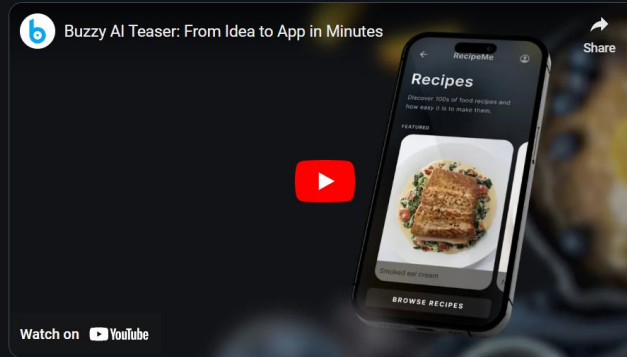 Buzzy AI Teaser: From Idea to App in Minutes
Share
RecipeMe
Recipes
Discover 100s of food recipes and
how easy it is to make them.
FEATURED
Smoked eel cream
BROWSE RECIPES
Watch on YouTube